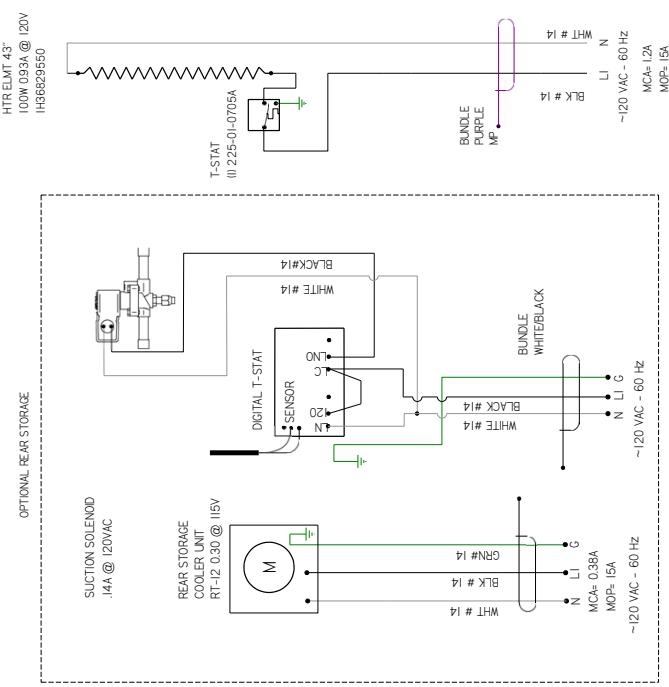 HTR ELMT 43"
100W 0.93A @ 120V
1H36829550
T-STAT
(1) 225-01-0705A
BUNDLE
PURPLE
MP
WHT # 14
BLK # 14
N
L1
~120 VAC - 60 Hz
MCA= 1.2A
MOP= 15A
OPTIONAL REAR STORAGE
SUCTION SOLENOID
.14A @ 120VAC
BLACK#14
WHITE #14
DIGITAL T-STAT
SENSOR
LNO
LC
120
LN
BUNDLE
WHITE/BLACK
BLACK #14
WHITE #14
G
L1
N
~120 VAC - 60 Hz
REAR STORAGE
COOLER UNIT
RT-12 0.30 @ 115V
M
GRN#14
BLK # 14
WHT # 14
G
L1
N
MCA= 0.38A
MOP= 15A
~120 VAC - 60 Hz